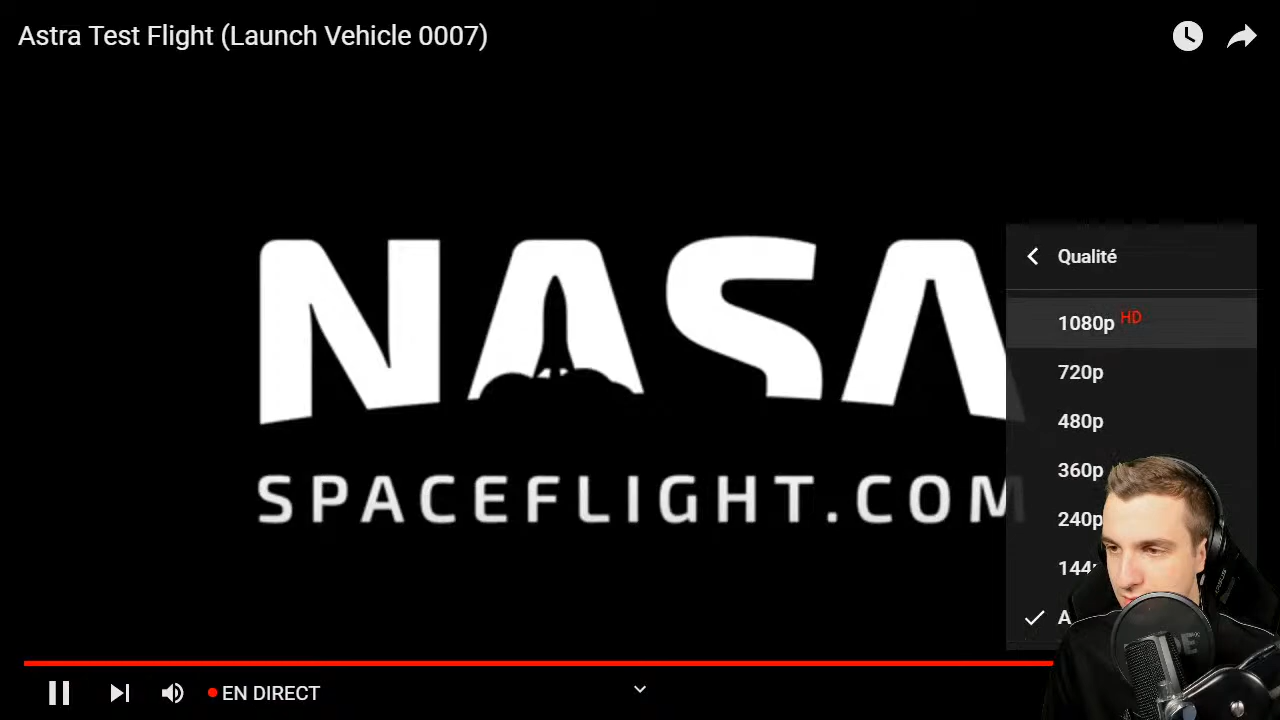 Astra Test Flight (Launch Vehicle 0007)
NASA
SPACEFLIGHT.COM
Qualité
1080p HD
720p
480p
360p
240p
EN DIRECT